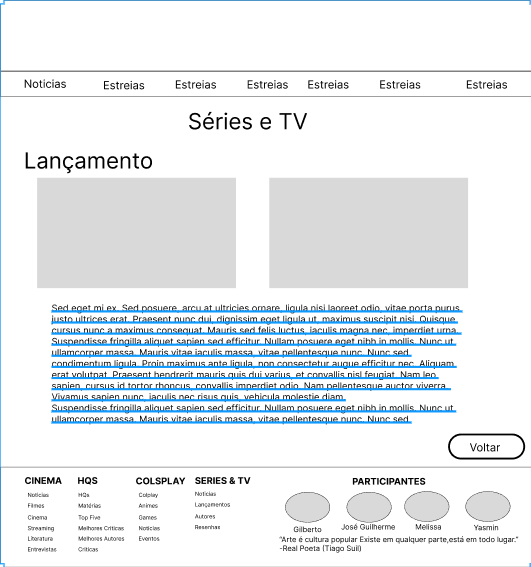 Noticias Estreias Estreias Estreias Estreias Estreias Estreias
Séries e TV
Lançamento
Sed eget mi ex. Sed posuere, arcu at ultricies ornare, ligula nisi laoreet odio, vitae porta purus
justo ultrices erat. Praesent nunc dui, dignissim eget ligula ut, maximus suscipit nisi. Quisque
cursus nunc a maximus consequat. Mauris sed felis luctus, iaculis magna nec, imperdiet urna.
Suspendisse fringilla aliquet sapien sed efficitur. Nullam posuere eget nibh in mollis. Nunc ut
ullamcorper massa. Mauris vitae iaculis massa, vitae pellentesque nunc. Nunc sed
condimentum ligula. Proin maximus ante ligula, non consectetur augue efficitur nec. Aliquam
erat volutpat. Praesent hendrerit mauris quis dui varius, et convallis nisl feugiat. Nam leo
sapien, cursus id tortor rhoncus, convallis imperdiet odio. Nam pellentesque auctor viverra.
Vivamus sapien nunc, iaculis nec risus quis, vehicula molestie diam.
Suspendisse fringilla aliquet sapien sed efficitur. Nullam posuere eget nibh in mollis. Nunc ut
ullamcorper massa. Mauris vitae iaculis massa, vitae pellentesque nunc. Nunc sed
Voltar
CINEMA HQS COLSPLAY SERIES & TV PARTICIPANTES
Notícias HQs Colplay Notícias
Filmes Matérias Animes Lançamentos
Cinema Top Five Games Autores
Streaming Melhores Críticas Notícias Resenhas
Literatura Melhores Autores Eventos
Entrevistas Críticas
Gilberto José Guilherme Melissa Yasmin
"Arte é cultura popular Existe em qualquer parte,está em todo lugar."
-Real Poeta (Tiago Suil)